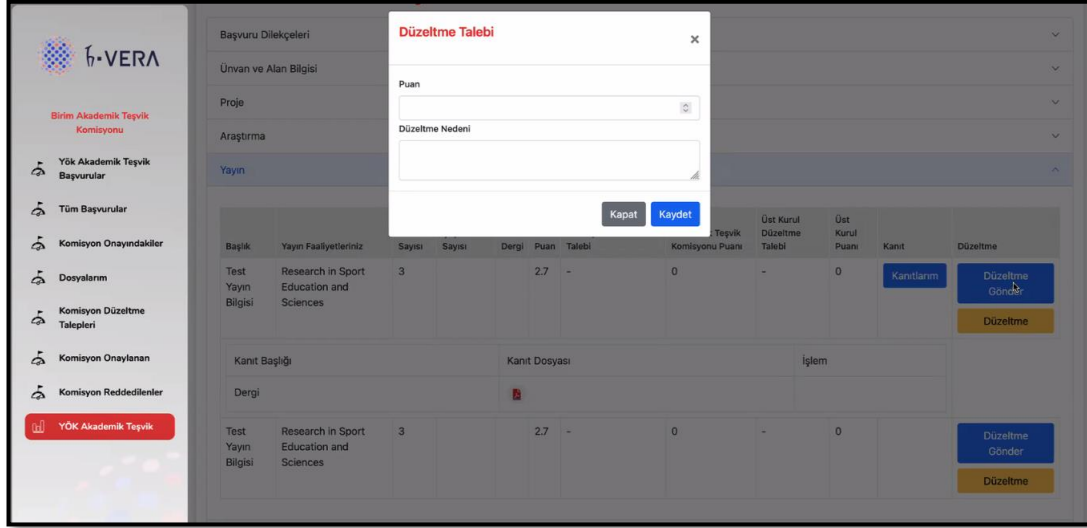 ɦ-VERA
Birim Akademik Teşvik
Komisyonu
Yök Akademik Teşvik
Başvurular
Tüm Başvurular
Komisyon Onayındakiler
Dosyalarım
Komisyon Düzeltme
Talepleri
Komisyon Onaylanan
Komisyon Reddedilenler
YÖK Akademik Teşvik
Başvuru Dilekçeleri
Ünvan ve Alan Bilgisi
Proje
Araştırma
Yayın
Düzeltme Talebi
×
Puan
Düzeltme Nedeni
Kapat
Kaydet
Başlık
Yayın Faaliyetleriniz
Sayısı
Sayısı
Dergi
Puan
Talebi
Teşvik
Komisyonu Puanı
Üst Kurul
Düzeltme
Talebi
Üst
Kurul
Puanı
Kanıt
Düzeltme
Test
Yayın
Bilgisi
Research in Sport
Education and
Sciences
3
2.7
-
0
-
0
Kanıtlarım
Düzeltme
Gönder
Düzeltme
Kanıt Başlığı
Kanıt Dosyası
İşlem
Dergi
Test
Yayın
Bilgisi
Research in Sport
Education and
Sciences
3
2.7
-
0
-
0
Düzeltme
Gönder
Düzeltme